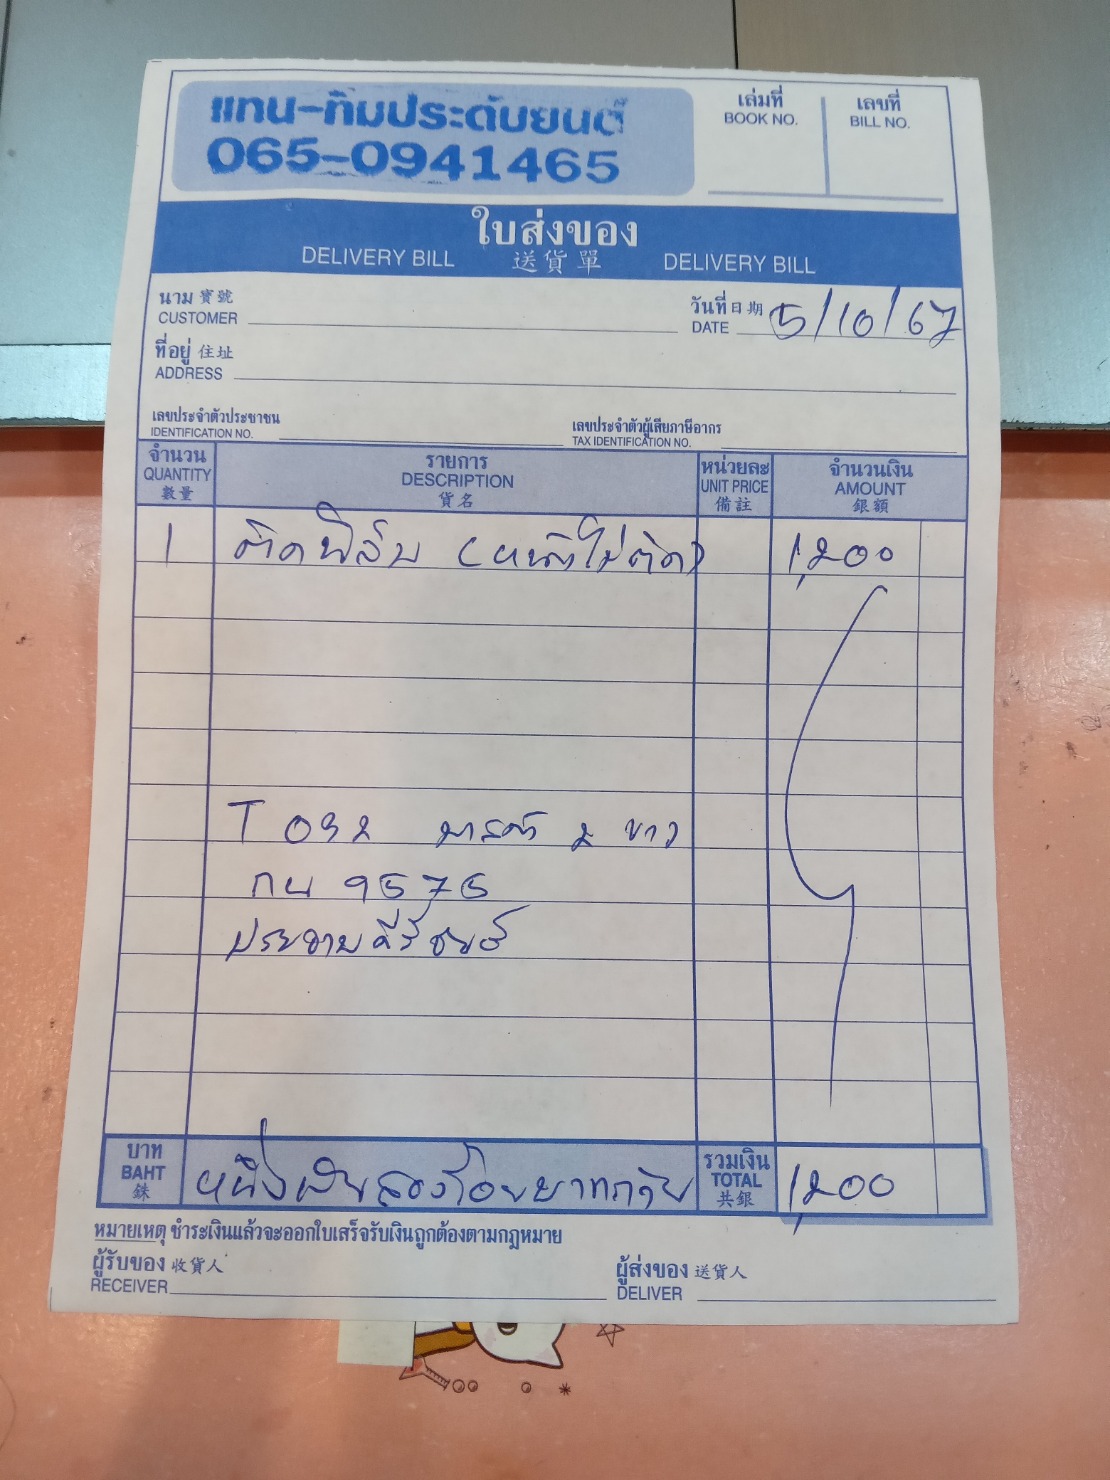 แทน-ทิมประดับยนต์
065-0941465
เล่มที่
BOOK NO.
เลขที่
BILL NO.
ใบส่งของ
DELIVERY BILL 送貨單 DELIVERY BILL
นาม 寶號
CUSTOMER
วันที่ 日期
DATE 5/10/67
ที่อยู่ 住址
ADDRESS
เลขประจำตัวประชาชน
IDENTIFICATION NO.
เลขประจำตัวผู้เสียภาษีอากร
TAX IDENTIFICATION NO.
จำนวน
QUANTITY
數量
รายการ
DESCRIPTION
貨名
หน่วยละ
UNIT PRICE
備註
จำนวนเงิน
AMOUNT
銀額
1 ติดฟิล์ม (หน้าไม่ติด) 1,200
T 032 มาสด้า 2 ขาว
กน 9575
ประจวบคีรีขันธ์
บาท
BAHT
銖
หนึ่งพันสองร้อยบาทถ้วน
รวมเงิน
TOTAL
共銀
1,200
หมายเหตุ ชำระเงินแล้วจะออกใบเสร็จรับเงินถูกต้องตามกฎหมาย
ผู้รับของ 收貨人
RECEIVER
ผู้ส่งของ 送貨人
DELIVER